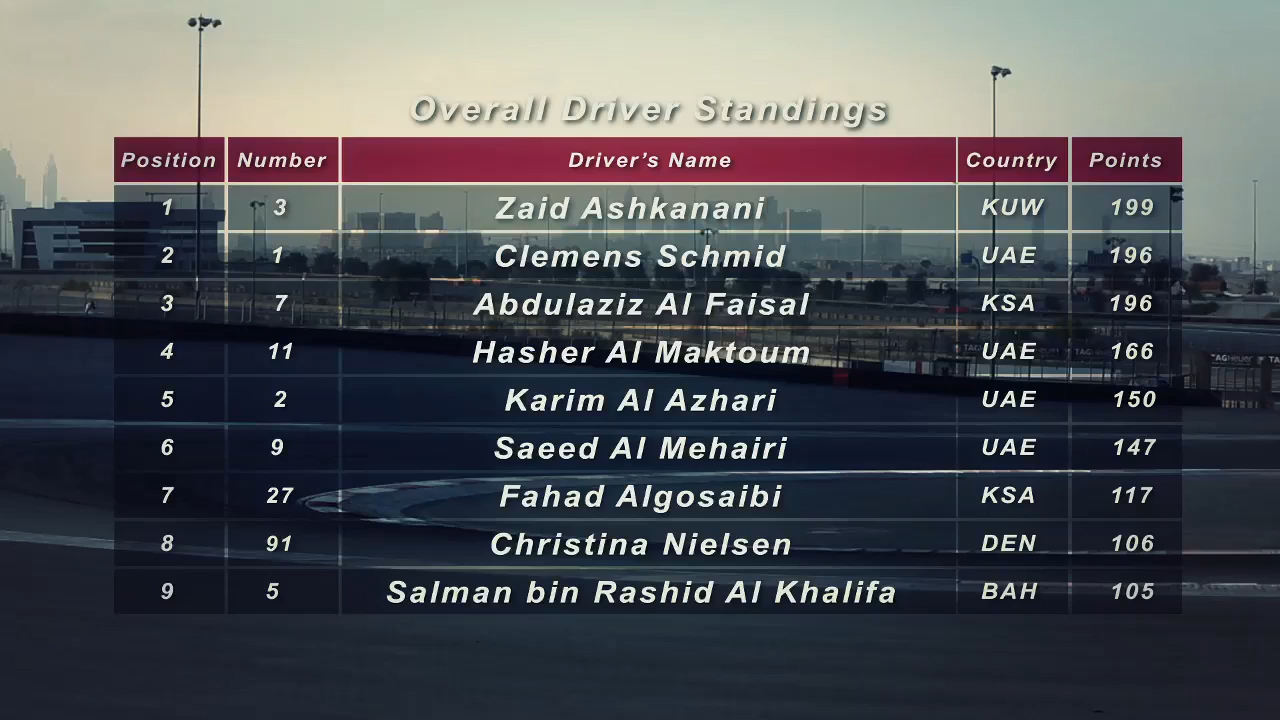 Overall Driver Standings
Position Number Driver's Name Country Points
1 3 Zaid Ashkanani KUW 199
2 1 Clemens Schmid UAE 196
3 7 Abdulaziz Al Faisal KSA 196
4 11 Hasher Al Maktoum UAE 166
5 2 Karim Al Azhari UAE 150
6 9 Saeed Al Mehairi UAE 147
7 27 Fahad Algosaibi KSA 117
8 91 Christina Nielsen DEN 106
9 5 Salman bin Rashid Al Khalifa BAH 105